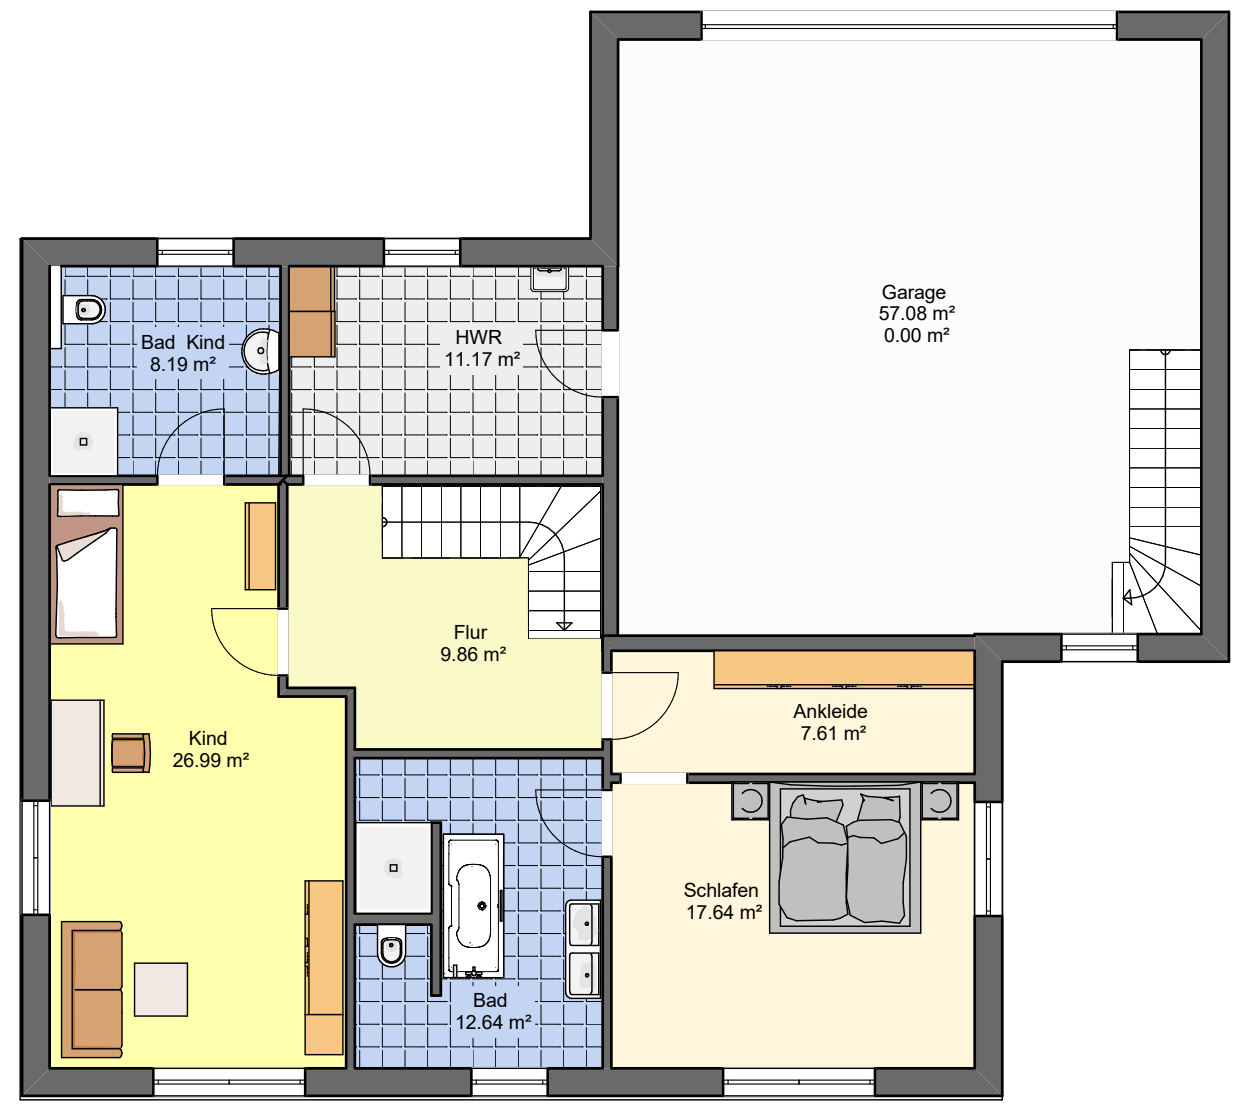 Garage
57.08 m²
0.00 m²
Bad Kind
8.19 m²
HWR
11.17 m²
Flur
9.86 m²
Ankleide
7.61 m²
Kind
26.99 m²
Schlafen
17.64 m²
Bad
12.64 m²